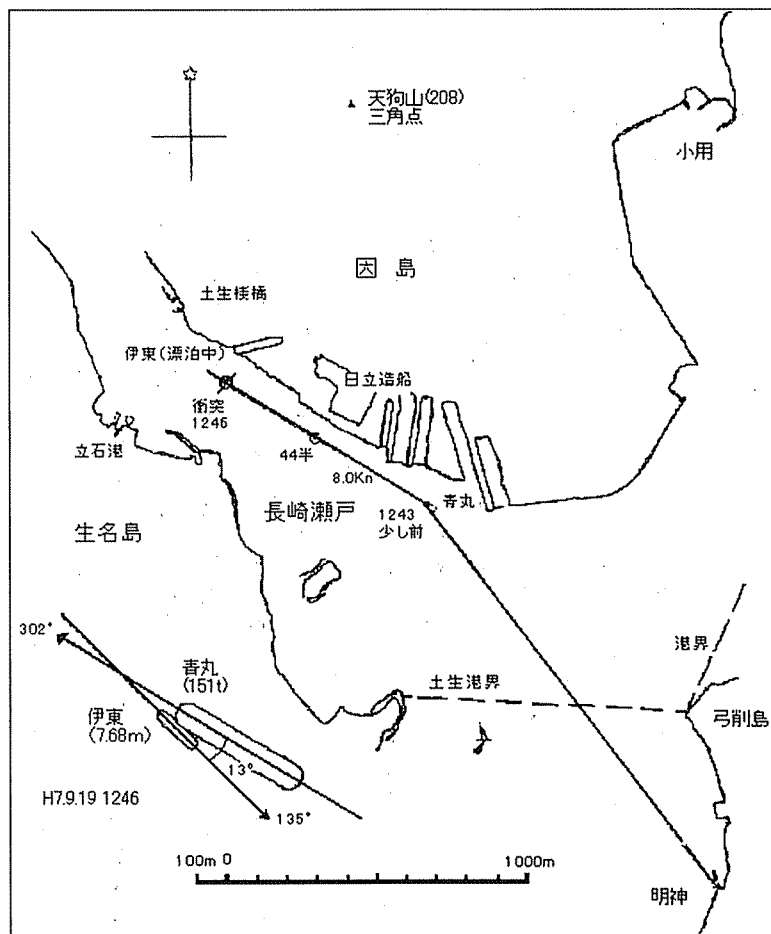 天狗山(208)
三角点
小用
因島
土生桟橋
伊東(漂泊中)
日立造船
衝突
1246
立石港
44半
8.0Kn
青丸
1243
少し前
長崎瀬戸
生名島
港界
302°
青丸
(151t)
土生港界
弓削島
伊東
(7.68m)
13°
H7.9.19 1246
135°
100m 0
1000m
明神